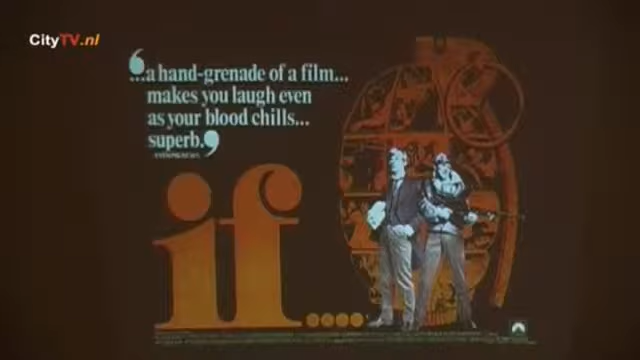 CityTV.nl
‘...a hand-grenade of a film...
makes you laugh even
as your blood chills...
superb.’
if....